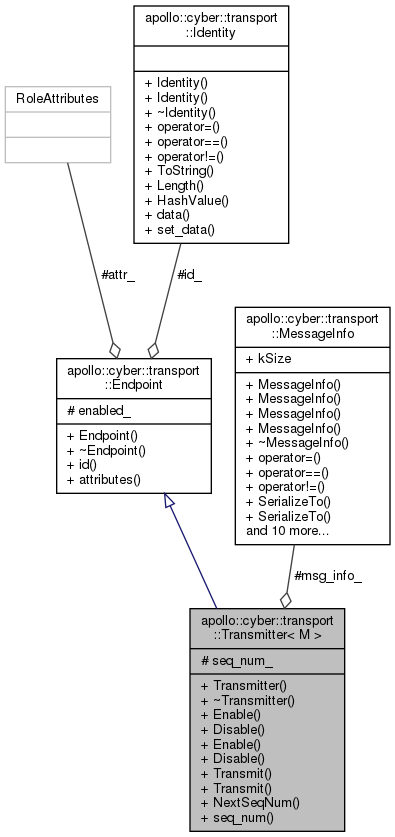 apollo::cyber::transport
::Identity
+ Identity()
+ Identity()
+ ~Identity()
+ operator=()
+ operator==()
+ operator!=()
+ ToString()
+ Length()
+ HashValue()
+ data()
+ set_data()
RoleAttributes
#attr_
#id_
apollo::cyber::transport
::Endpoint
# enabled_
+ Endpoint()
+ ~Endpoint()
+ id()
+ attributes()
apollo::cyber::transport
::MessageInfo
+ kSize
+ MessageInfo()
+ MessageInfo()
+ MessageInfo()
+ MessageInfo()
+ ~MessageInfo()
+ operator=()
+ operator==()
+ operator!=()
+ SerializeTo()
+ SerializeTo()
and 10 more...
#msg_info_
apollo::cyber::transport
::Transmitter< M >
# seq_num_
+ Transmitter()
+ ~Transmitter()
+ Enable()
+ Disable()
+ Enable()
+ Disable()
+ Transmit()
+ Transmit()
+ NextSeqNum()
+ seq_num()